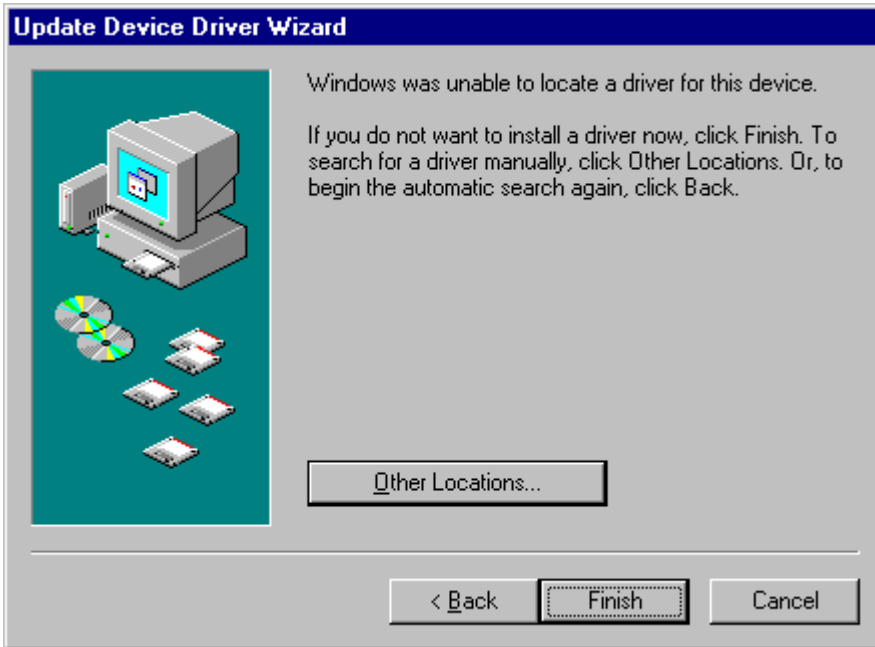 Update Device Driver Wizard
Windows was unable to locate a driver for this device.
If you do not want to install a driver now, click Finish. To
search for a driver manually, click Other Locations. Or, to
begin the automatic search again, click Back.
Other Locations...
< Back
Finish
Cancel